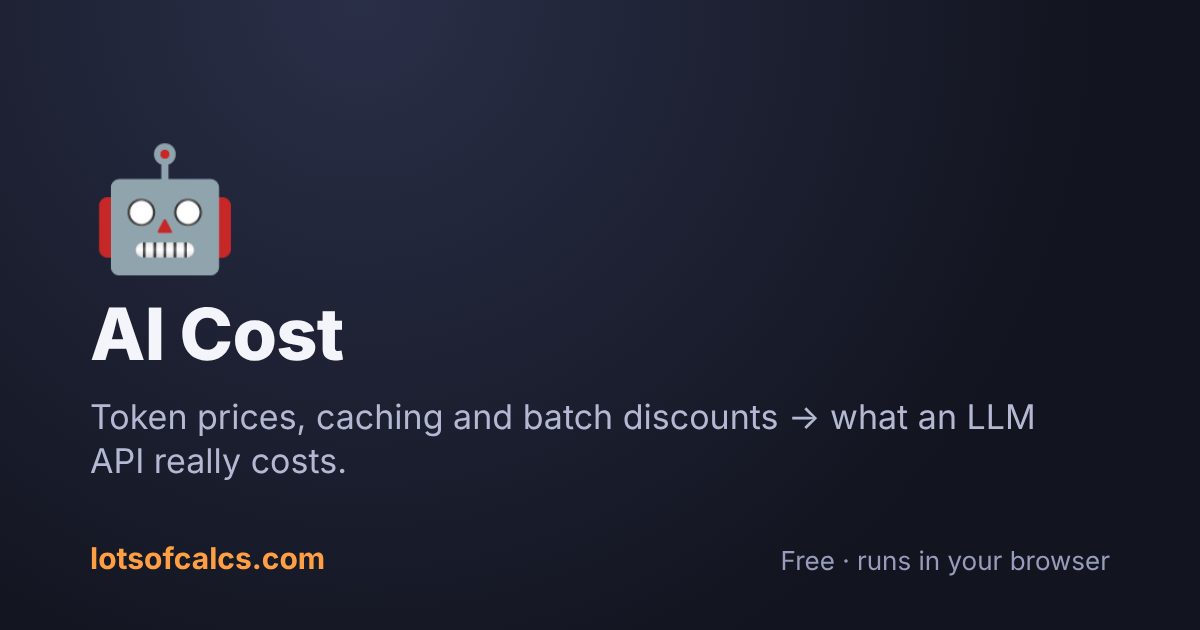 AI Cost
Token prices, caching and batch discounts → what an LLM
API really costs.
lotsofcalcs.com
Free · runs in your browser